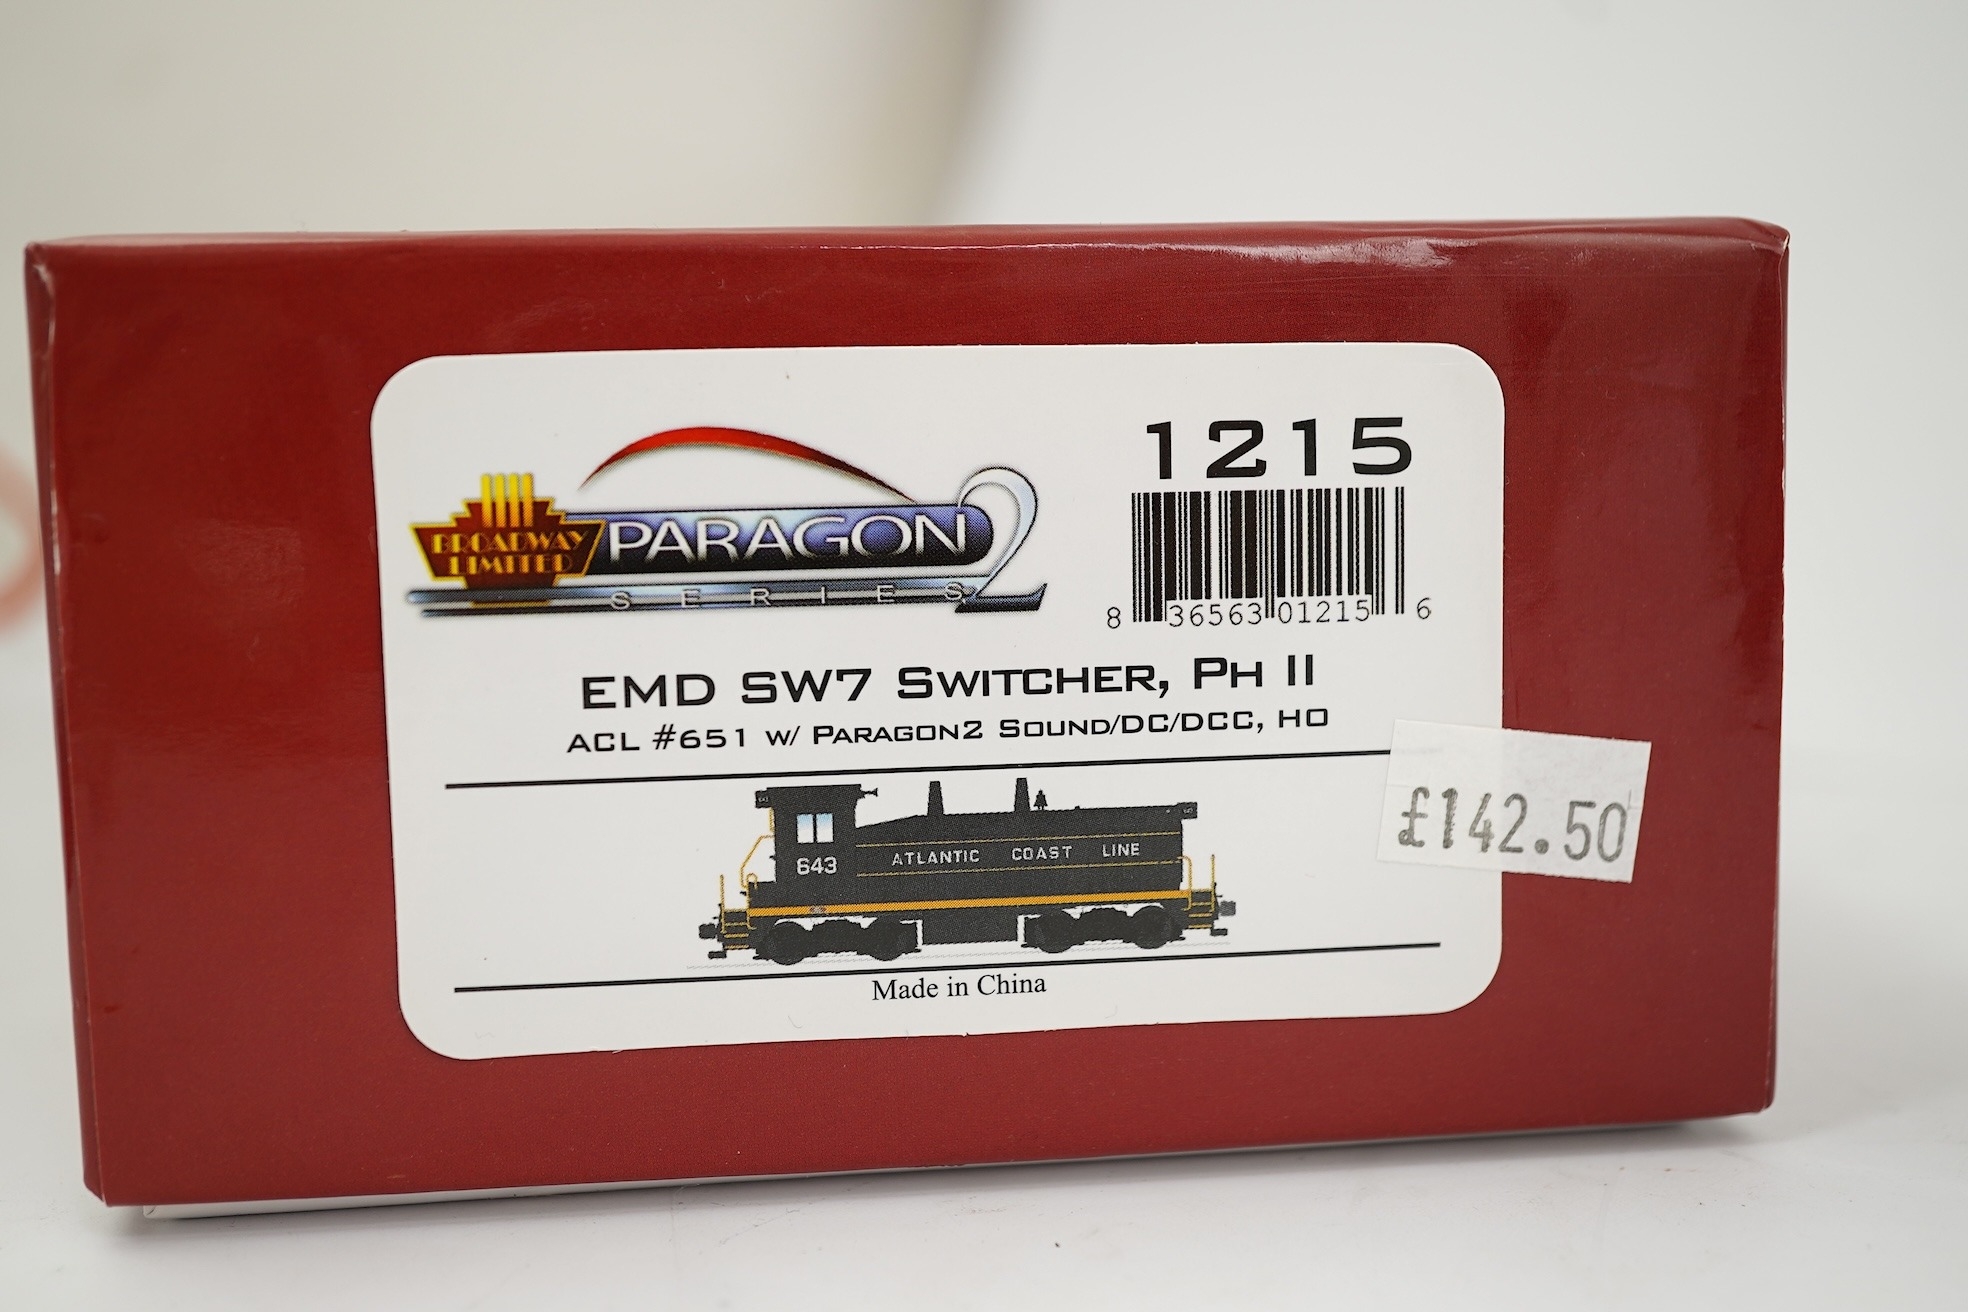 BROADWAY
LIMITED
PARAGON 2
SERIES
1215
8 36563 01215 6
EMD SW7 SWITCHER, PH II
ACL #651 W/ PARAGON2 SOUND/DC/DCC, HO
£142.50
643
ATLANTIC COAST LINE
Made in China